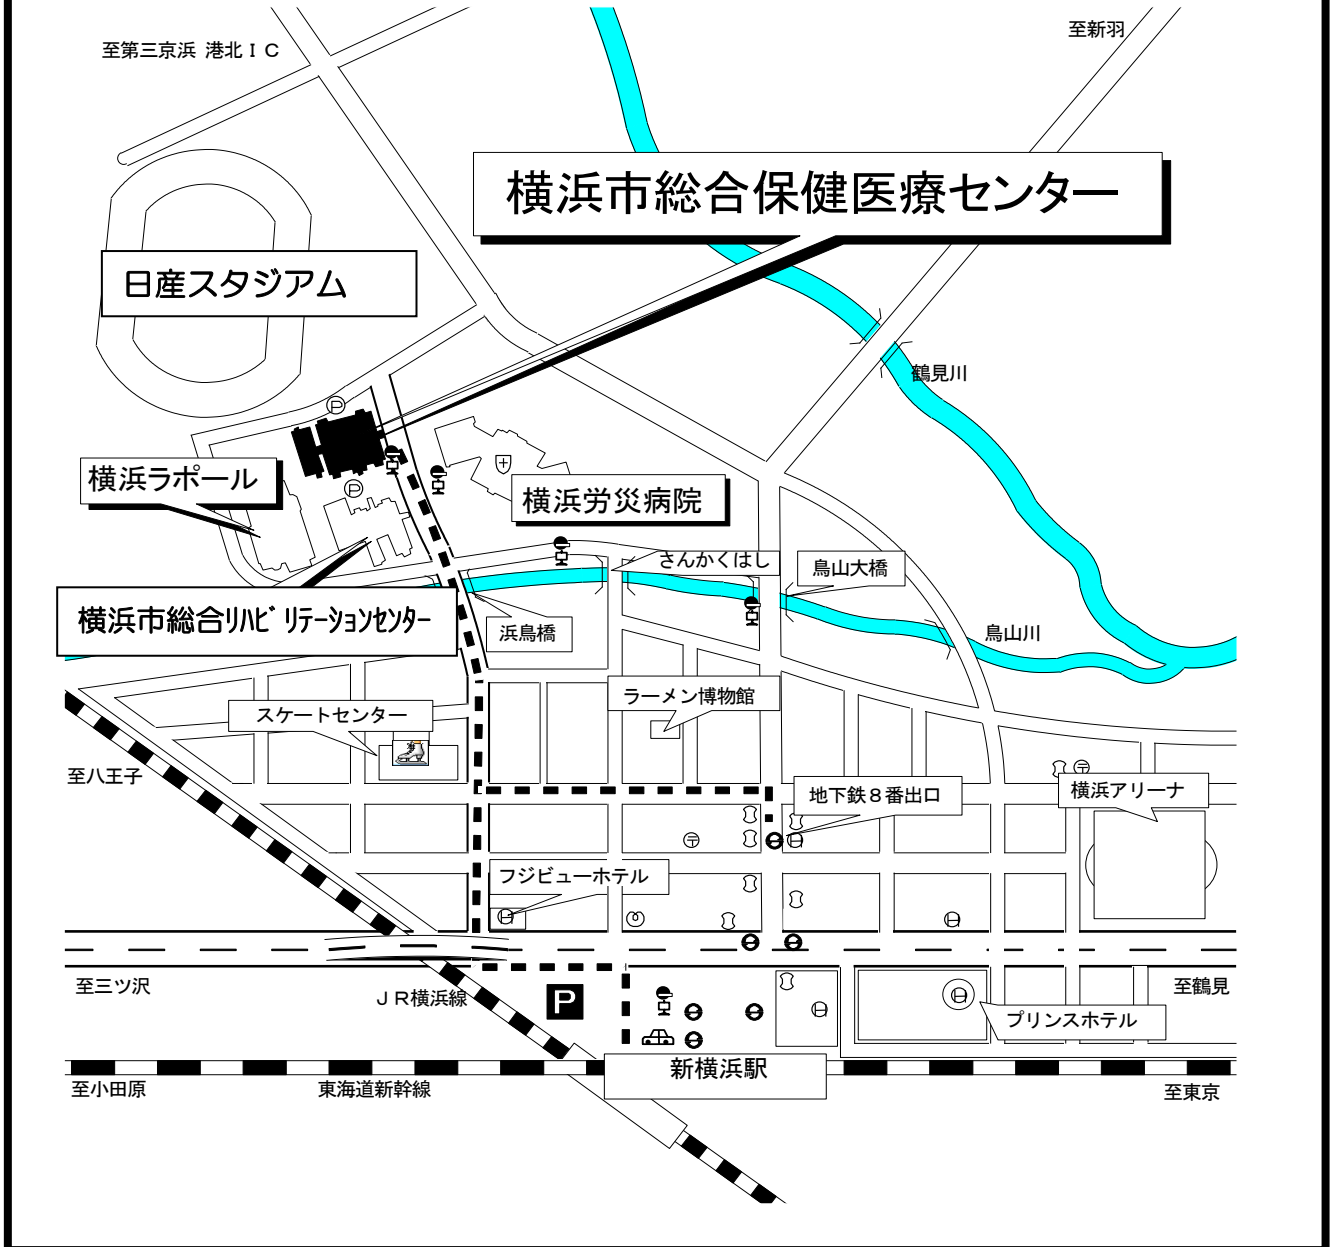 至第三京浜 港北ＩＣ
至新羽
横浜市総合保健医療センター
日産スタジアム
鶴見川
P
横浜ラポール
P
横浜労災病院
さんかくはし
鳥山大橋
横浜市総合リハビリテーションセンター
浜鳥橋
鳥山川
ラーメン博物館
スケートセンター
至八王子
〒
横浜アリーナ
地下鉄８番出口
〒
H
フジビューホテル
H
H
至三ツ沢
ＪＲ横浜線
P
H
H
至鶴見
プリンスホテル
新横浜駅
至小田原
東海道新幹線
至東京